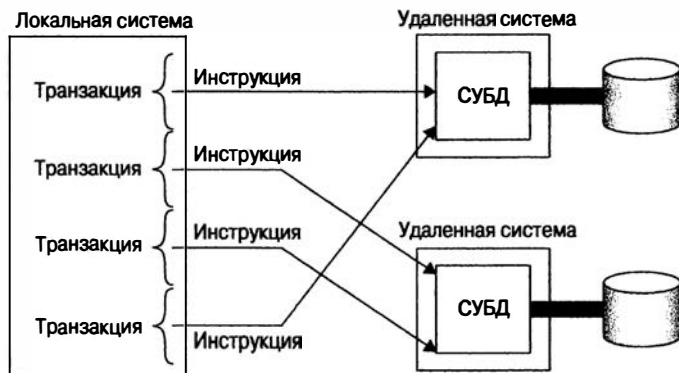 Локальная система
Удаленная система
Транзакция
Инструкция
СУБД
Транзакция
Инструкция
Транзакция
Инструкция
Удаленная система
СУБД
Транзакция
Инструкция